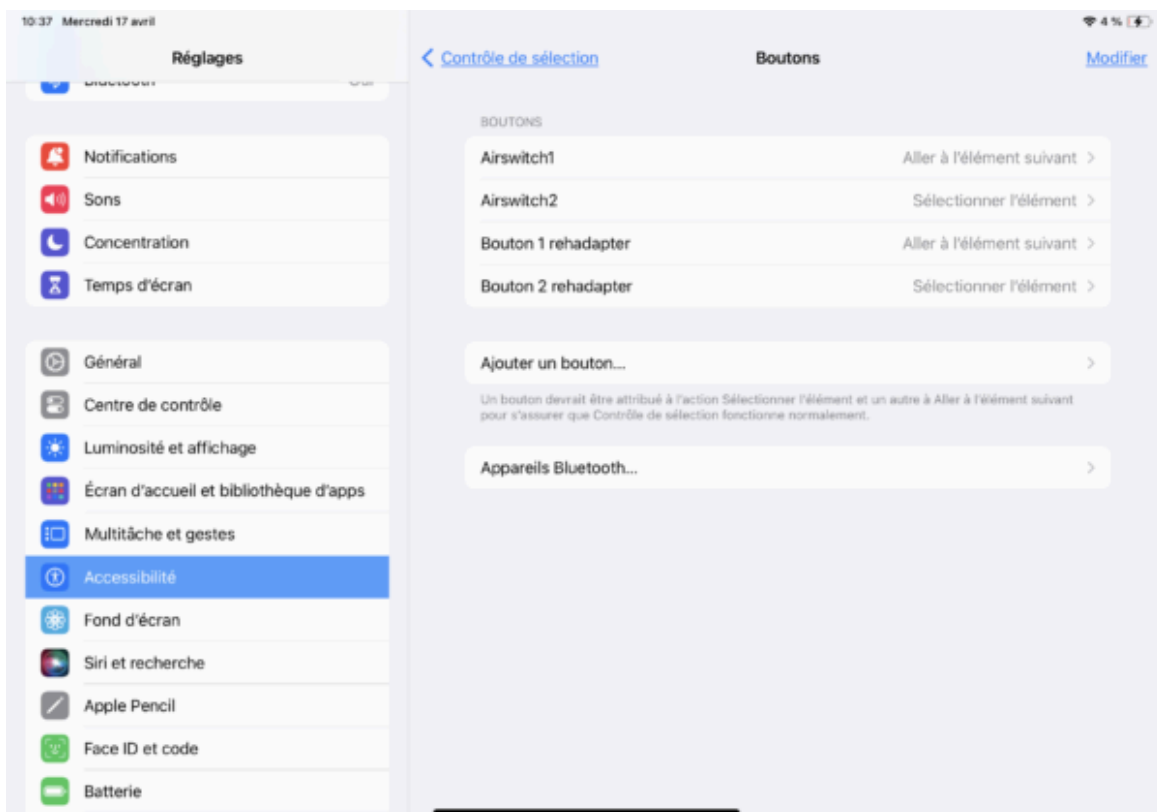 10:37 Mercredi 17 avril
4 %
Réglages
Bluetooth
Oui
Notifications
Sons
Concentration
Temps d'écran
Général
Centre de contrôle
Luminosité et affichage
Écran d'accueil et bibliothèque d'apps
Multitâche et gestes
Accessibilité
Fond d'écran
Siri et recherche
Apple Pencil
Face ID et code
Batterie
Contrôle de sélection
Boutons
Modifier
BOUTONS
Airswitch1 Aller à l'élément suivant
Airswitch2 Sélectionner l'élément
Bouton 1 rehadapter Aller à l'élément suivant
Bouton 2 rehadapter Sélectionner l'élément
Ajouter un bouton...
Un bouton devrait être attribué à l'action Sélectionner l'élément et un autre à Aller à l'élément suivant
pour s'assurer que Contrôle de sélection fonctionne normalement.
Appareils Bluetooth...